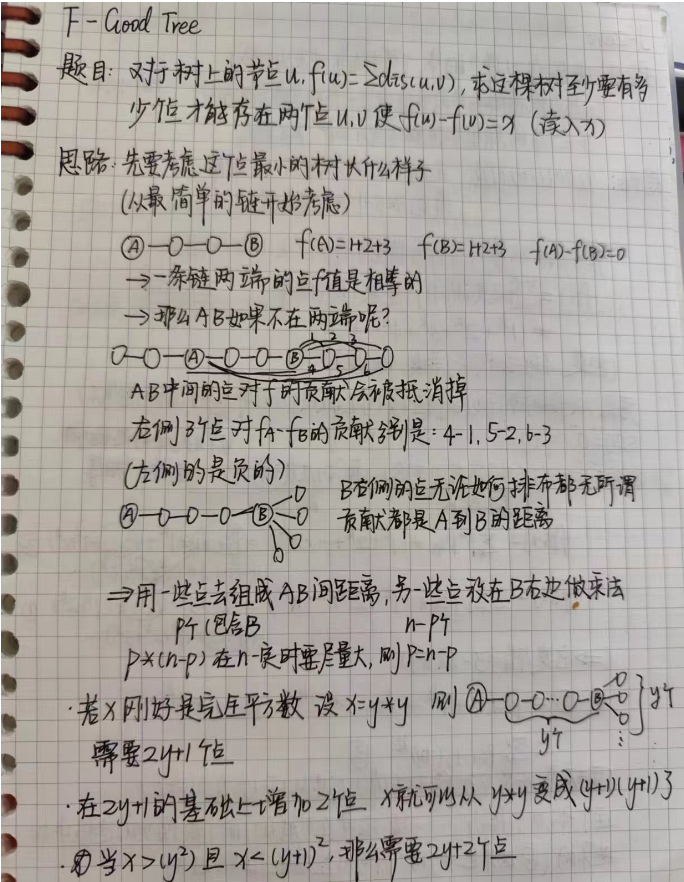 F-Good Tree
题目: 对于树上的节点u, f(u)=Σdis(u,v), 求这棵树至少要有多
少个点才能存在两个点u,v 使f(u)-f(v)=x (读入x)
思路: 先要考虑这个点最小的树长什么样子
(从最简单的链开始考虑)
A B f(A)=1+2+3 f(B)=1+2+3 f(A)-f(B)=0
→一条链两端的点f值是相等的
→那么AB如果不在两端呢?
A B 1 2 3 4 5 6
AB中间的点对f的贡献会被抵消掉
右侧3个点对fA-fB的贡献分别是: 4-1, 5-2, 6-3
(左侧的是负的)
B右侧的点无论如何排布都无所谓
A B 贡献都是A到B的距离
⇒用一些点去组成AB间距离, 另一些点放在B右边做乘法
p个(包含B n-p个
p*(n-p) 在n一定时要尽量大, 则p=n-p
·若x刚好是完全平方数 设x=y*y 则 A B y个
y个
需要2y+1个点
·在2y+1的基础上增加2个点 x就可以从y*y变成(y+1)(y+1)了
·当x>(y²)且x<(y+1)², 那么需要2y+2个点